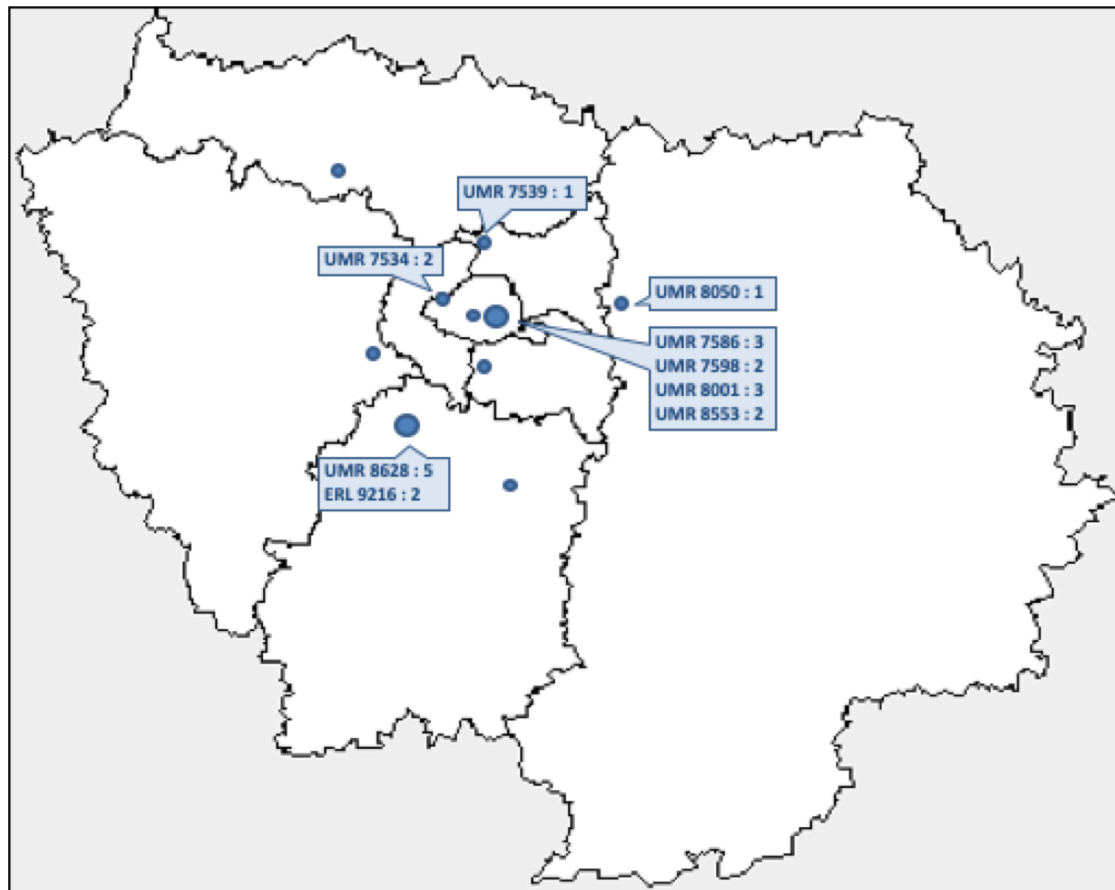 UMR 7539 : 1
UMR 7534 : 2
UMR 8050 : 1
UMR 7586 : 3
UMR 7598 : 2
UMR 8001 : 3
UMR 8553 : 2
UMR 8628 : 5
ERL 9216 : 2